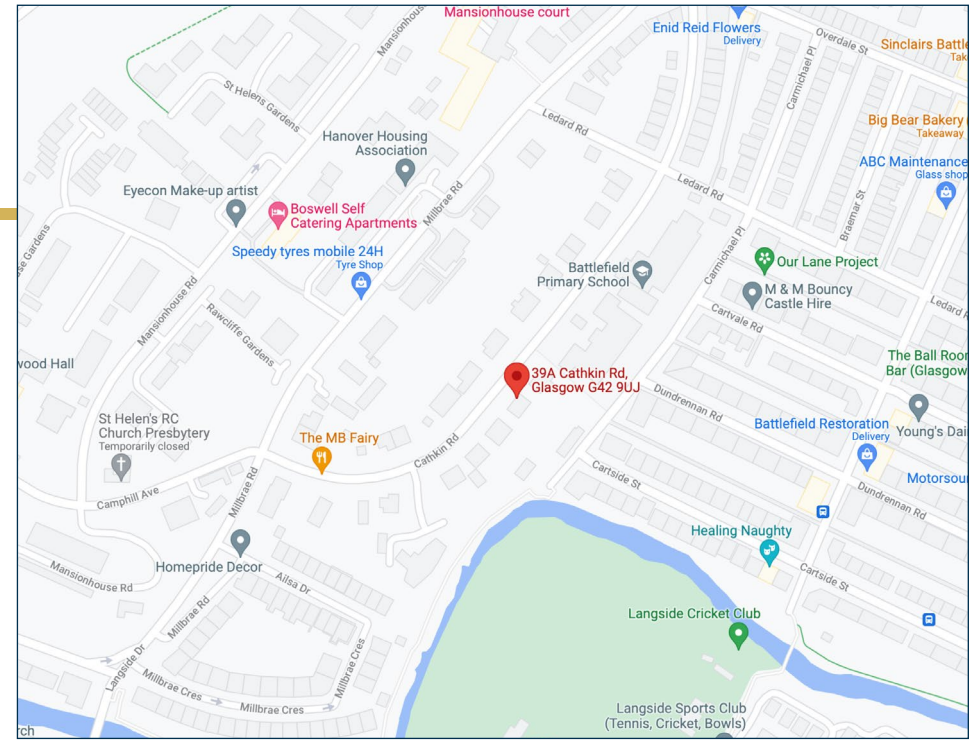 Mansionhouse court
Enid Reid Flowers
Delivery
Overdale St
Sinclairs Battle
Tak
Mansionhouse
Carmichael Pl
St Helens Gardens
Ledard Rd
Big Bear Bakery
Takeaway
Hanover Housing
Association
ABC Maintenance
Glass shop
Eyecon Make-up artist
Millbrae Rd
Ledard Rd
Braemar St
Boswell Self
Catering Apartments
Speedy tyres mobile 24H
Tyre Shop
se Gardens
Carmichael Pl
Our Lane Project
Battlefield
Primary School
M & M Bouncy
Castle Hire
Mansionhouse Rd
Rawcliffe Gardens
Cartvale Rd
Ledard R
wood Hall
The Ball Roor
Bar (Glasgow
39A Cathkin Rd,
Glasgow G42 9UJ
Dundrennan Rd
St Helen's RC
Church Presbytery
Temporarily closed
The MB Fairy
Cathkin Rd
Battlefield Restoration
Delivery
Young's Dai
Camphill Ave
Millbrae Rd
Cartside St
Motorsou
Dundrennan Rd
Healing Naughty
Homepride Decor
Mansionhouse Rd
Ailsa Dr
Cartside St
Millbrae Rd
Langside Cricket Club
Langside Dr
Millbrae Cres
Millbrae Cres
Millbrae Cres
Langside Sports Club
(Tennis, Cricket, Bowls)
rch